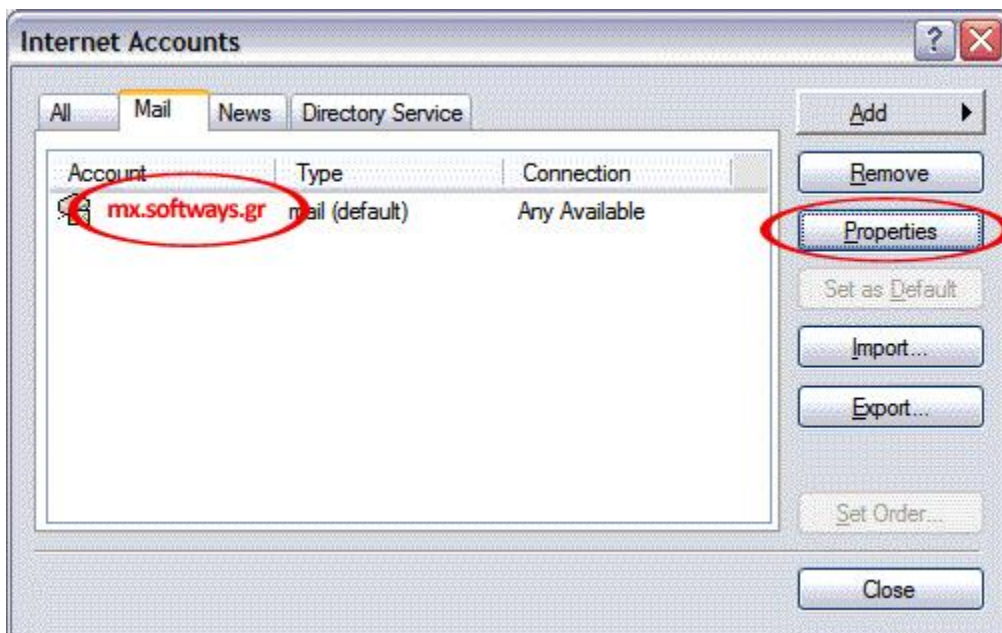 Internet Accounts
?
All Mail News Directory Service
Add
Account Type Connection
Remove
mx.softways.gr mail (default) Any Available
Properties
Set as Default
Import...
Export...
Set Order...
Close